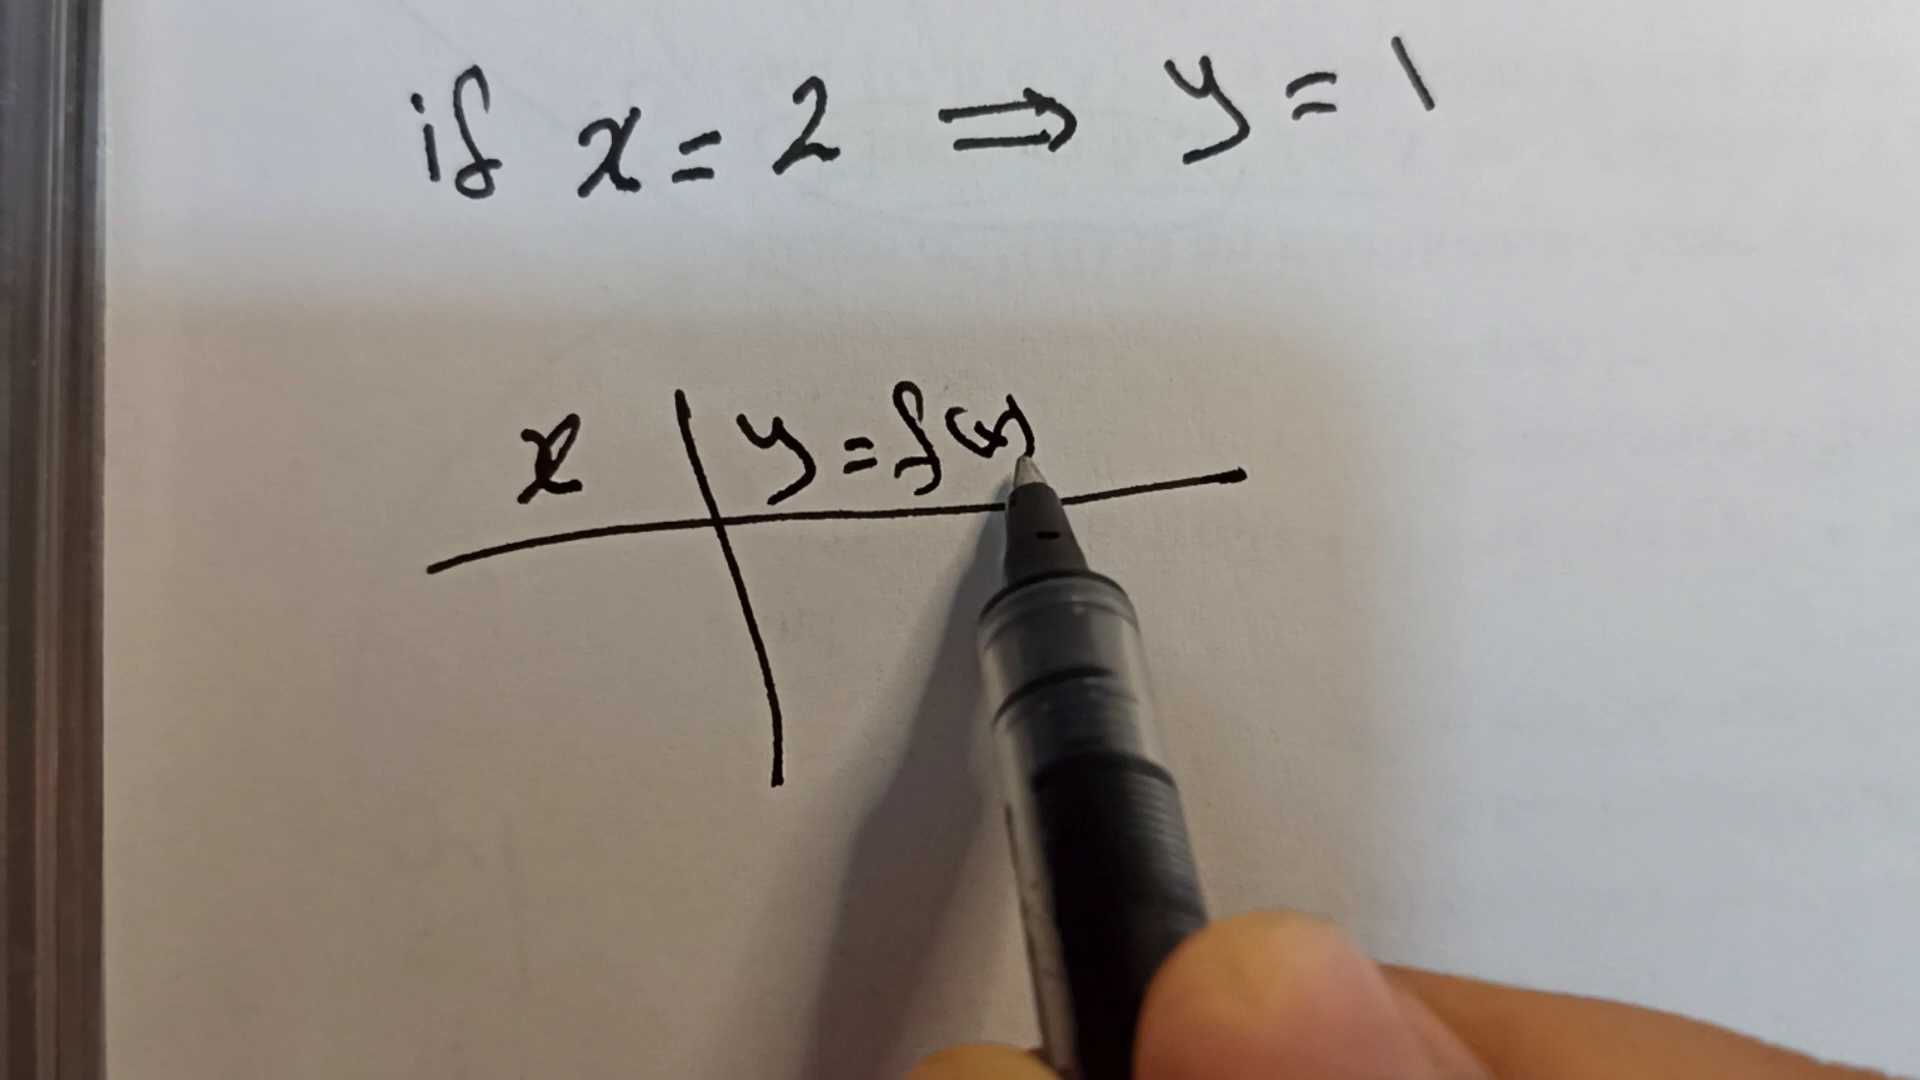 if x = 2 ⇒ y = 1
x y = f(x)